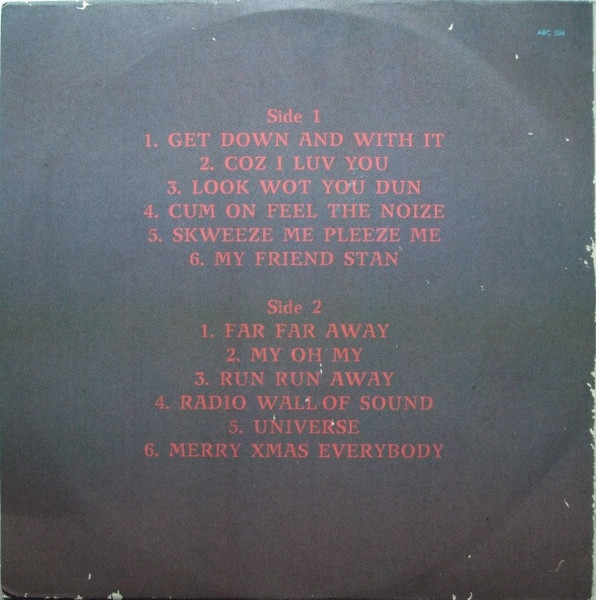 ABC 004
Side 1
1. GET DOWN AND WITH IT
2. COZ I LUV YOU
3. LOOK WOT YOU DUN
4. CUM ON FEEL THE NOIZE
5. SKWEEZE ME PLEEZE ME
6. MY FRIEND STAN
Side 2
1. FAR FAR AWAY
2. MY OH MY
3. RUN RUN AWAY
4. RADIO WALL OF SOUND
5. UNIVERSE
6. MERRY XMAS EVERYBODY